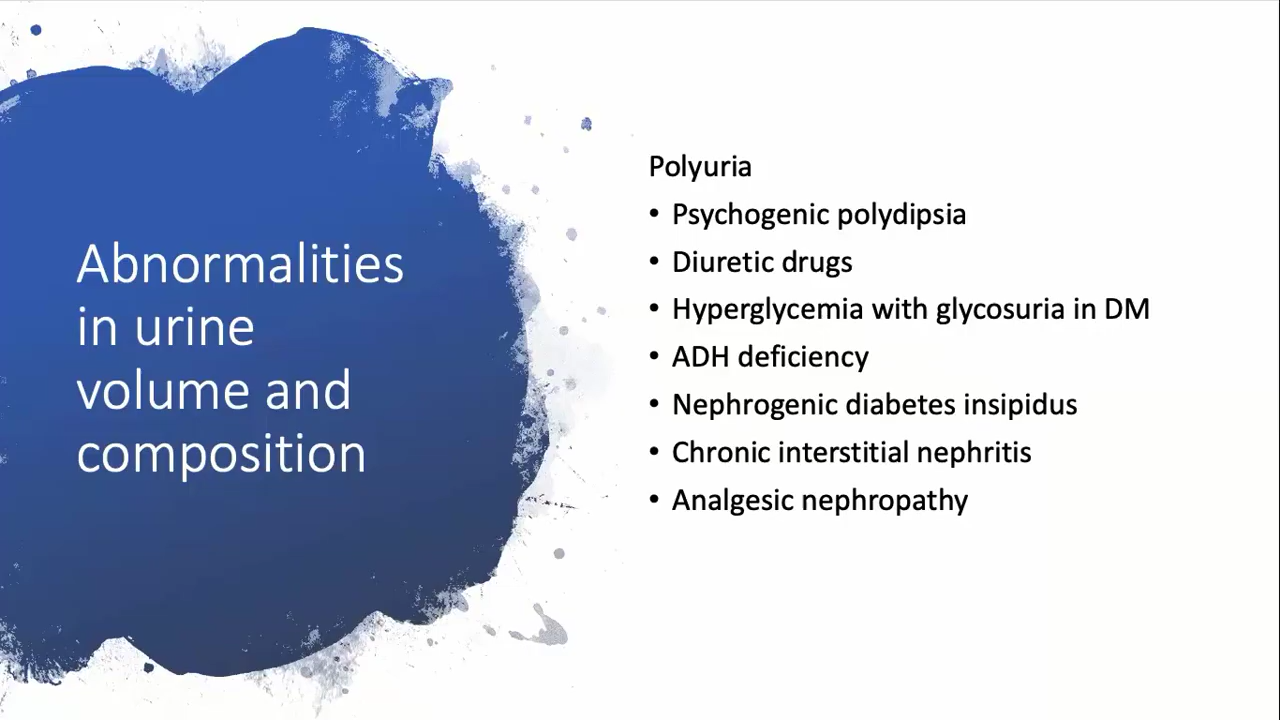 Abnormalities
in urine
volume and
composition
Polyuria
• Psychogenic polydipsia
• Diuretic drugs
• Hyperglycemia with glycosuria in DM
• ADH deficiency
• Nephrogenic diabetes insipidus
• Chronic interstitial nephritis
• Analgesic nephropathy